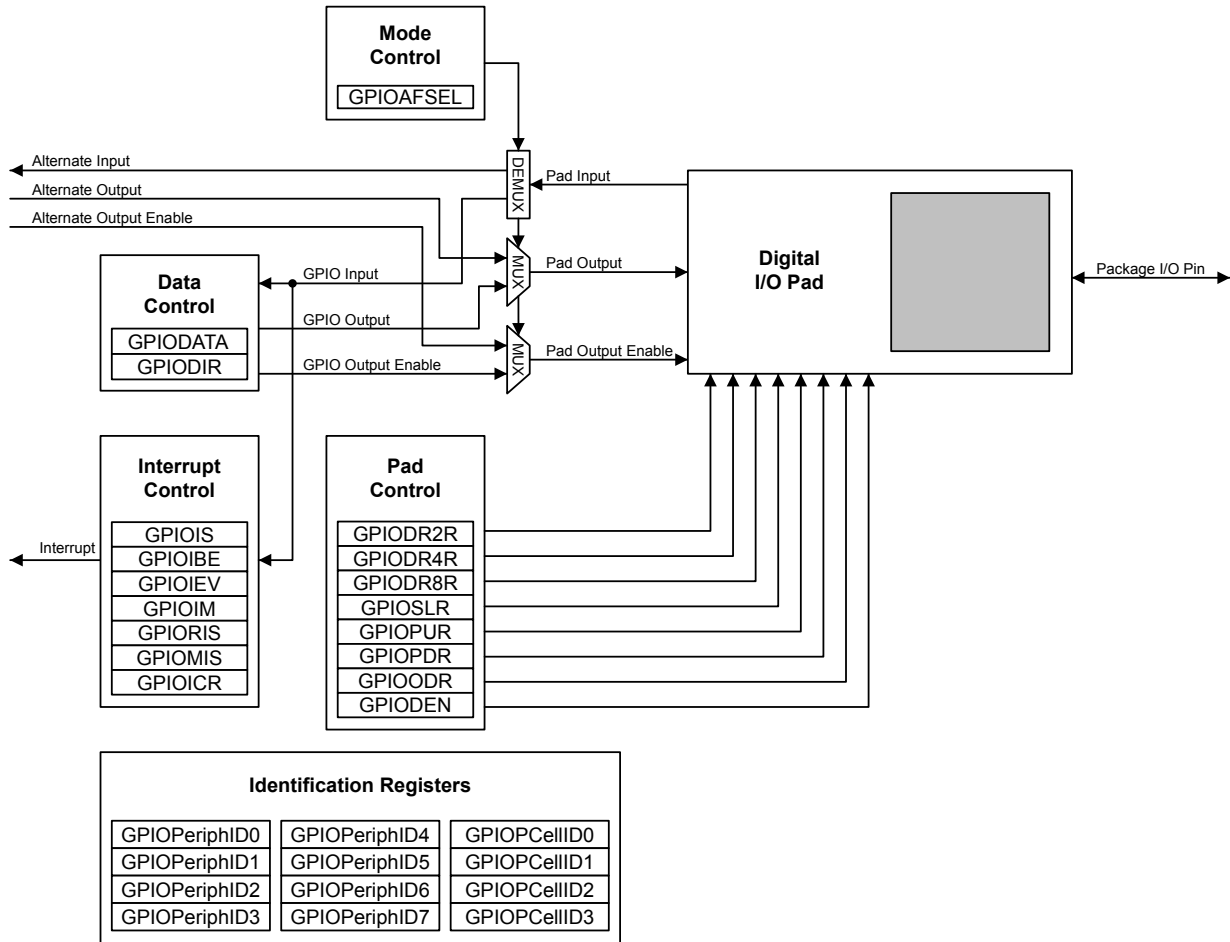 Mode
Control
GPIOAFSEL
Alternate Input
Alternate Output
Alternate Output Enable
DEMUX
Pad Input
MUX
Pad Output
MUX
Pad Output Enable
Digital
I/O Pad
Package I/O Pin
Data
Control
GPIODATA
GPIODIR
GPIO Input
GPIO Output
GPIO Output Enable
Interrupt
Control
GPIOIS
GPIOIBE
GPIOIEV
GPIOIM
GPIORIS
GPIOMIS
GPIOICR
Interrupt
Pad
Control
GPIODR2R
GPIODR4R
GPIODR8R
GPIOSLR
GPIOPUR
GPIOPDR
GPIOODR
GPIODEN
Identification Registers
GPIOPeriphID0
GPIOPeriphID1
GPIOPeriphID2
GPIOPeriphID3
GPIOPeriphID4
GPIOPeriphID5
GPIOPeriphID6
GPIOPeriphID7
GPIOPCellID0
GPIOPCellID1
GPIOPCellID2
GPIOPCellID3